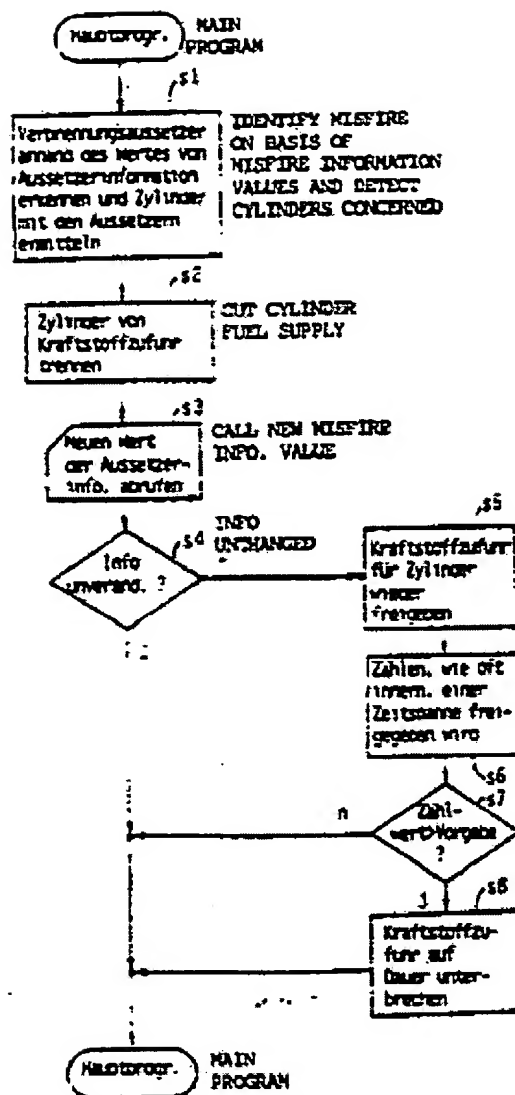 Hauptprogr.
MAIN
PROGRAM
s1
Verbrennungsaussetzer
anhand des Wertes von
Aussetzerinformation
erkennen und Zylinder
mit den Aussetzern
ermitteln
IDENTIFY MISFIRE
ON BASIS OF
MISFIRE INFORMATION
VALUES AND DETECT
CYLINDERS CONCERNED
s2
Zylinder von
Kraftstoffzufuhr
trennen
CUT CYLINDER
FUEL SUPPLY
s3
Neuen Wert
der Aussetzer-
info. abrufen
CALL NEW MISFIRE
INFO. VALUE
s4
Info
unveränd. ?
INFO
UNCHANGED
s5
Kraftstoffzufuhr
für Zylinder
wieder
freigeben
Zählen, wie oft
innerh. einer
Zeitspanne frei-
gegeben wird
s6
s7
Zähl-
wert>Vorgabe
?
n
j
s8
Kraftstoffzu-
fuhr auf
Dauer unter-
brechen
Hauptprogr.
MAIN
PROGRAM